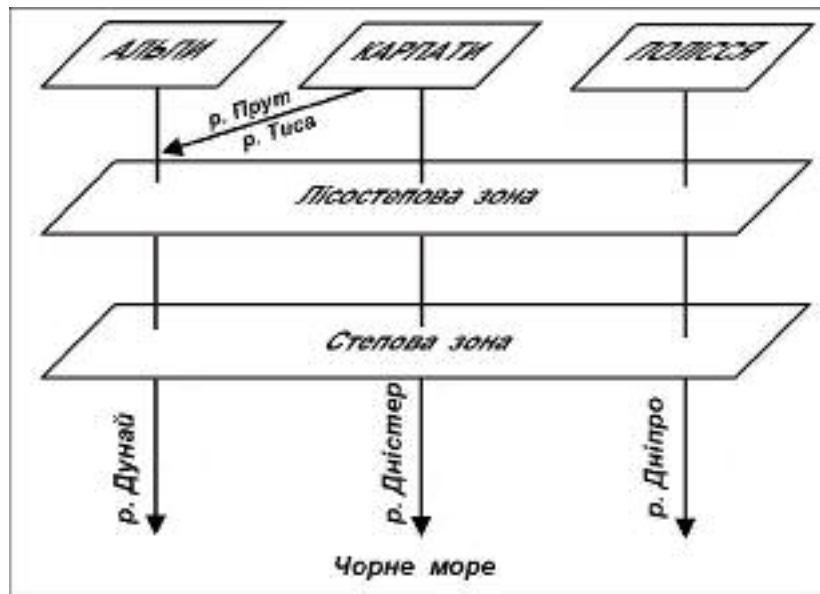 АЛЬПИ
КАРПАТИ
ПОЛІССЯ
р. Прут
р. Тиса
Лісостепова зона
Степова зона
р. Дунай
р. Дністер
р. Дніпро
Чорне море